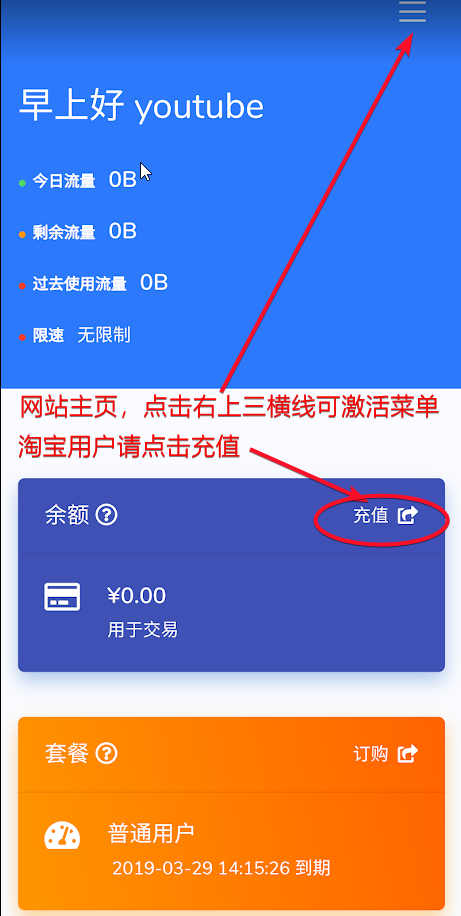 早上好 youtube
今日流量 0B
剩余流量 0B
过去使用流量 0B
限速 无限制
网站主页，点击右上三横线可激活菜单
淘宝用户请点击充值
余额 充值
¥0.00
用于交易
套餐 订购
普通用户
2019-03-29 14:15:26 到期